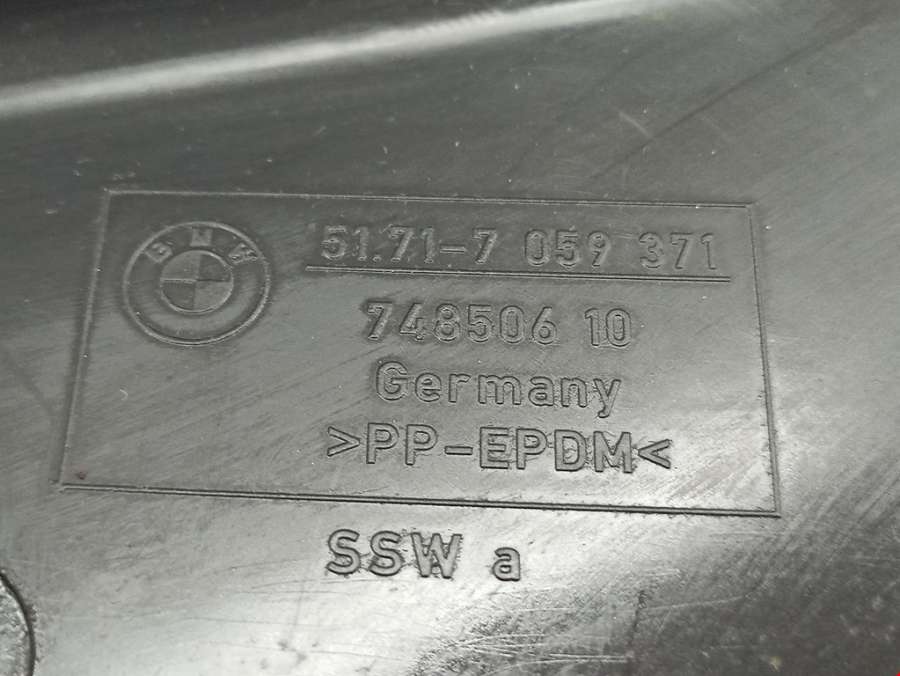 BMW
51.71-7 059 371
748506 10
Germany
>PP-EPDM<
SSW a